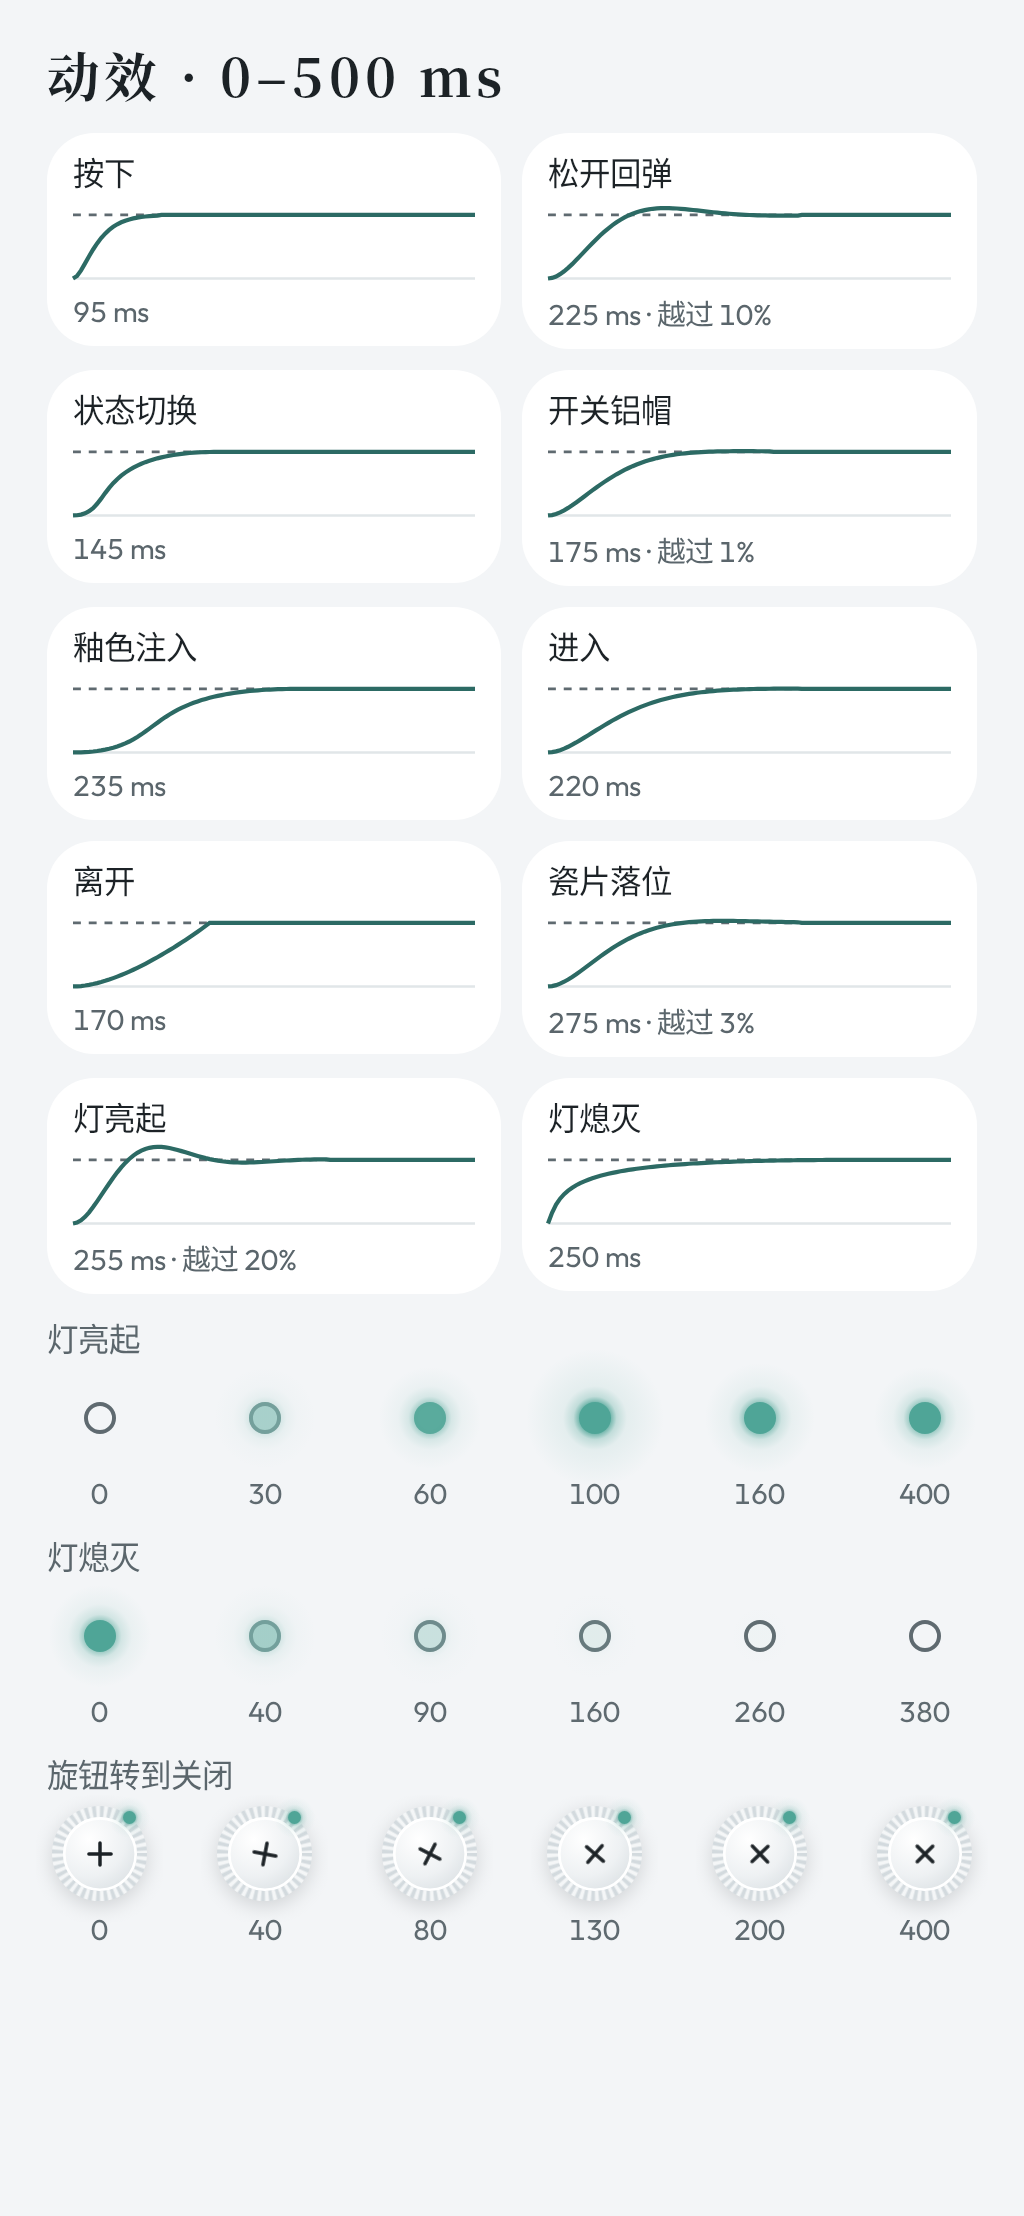 动效 · 0–500 ms
按下
95 ms
松开回弹
225 ms · 越过 10%
状态切换
145 ms
开关铝帽
175 ms · 越过 1%
釉色注入
235 ms
进入
220 ms
离开
170 ms
瓷片落位
275 ms · 越过 3%
灯亮起
255 ms · 越过 20%
灯熄灭
250 ms
灯亮起
0 30 60 100 160 400
灯熄灭
0 40 90 160 260 380
旋钮转到关闭
0 40 80 130 200 400